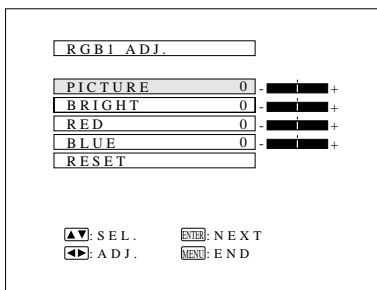 RGB1 ADJ.
PICTURE 0 - +
BRIGHT 0 - +
RED 0 - +
BLUE 0 - +
RESET
▲▼:SEL. ENTER:NEXT
◀▶:ADJ. MENU:END